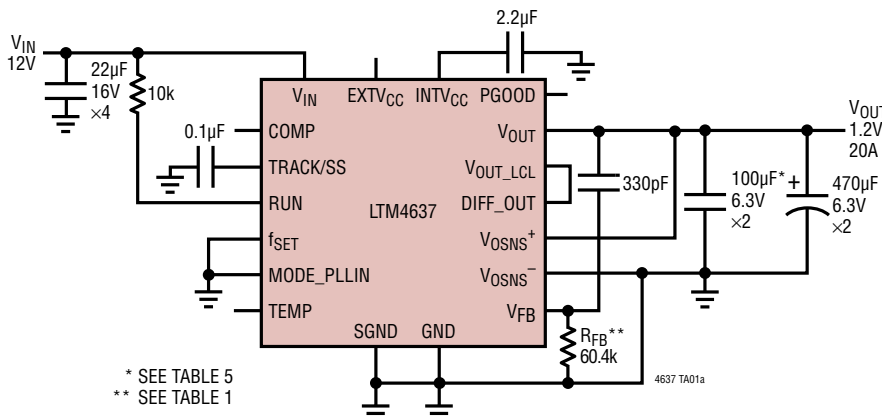 2.2µF
VIN
12V
22µF
16V
×4
10k
0.1µF
VIN
EXTVCC
INTVCC
PGOOD
COMP
TRACK/SS
RUN
fSET
MODE_PLLIN
TEMP
LTM4637
SGND
GND
VOUT
VOUT_LCL
DIFF_OUT
VOSNS+
VOSNS–
VFB
330pF
RFB**
60.4k
100µF*
6.3V
×2
+
470µF
6.3V
×2
VOUT
1.2V
20A
4637 TA01a
* SEE TABLE 5
** SEE TABLE 1